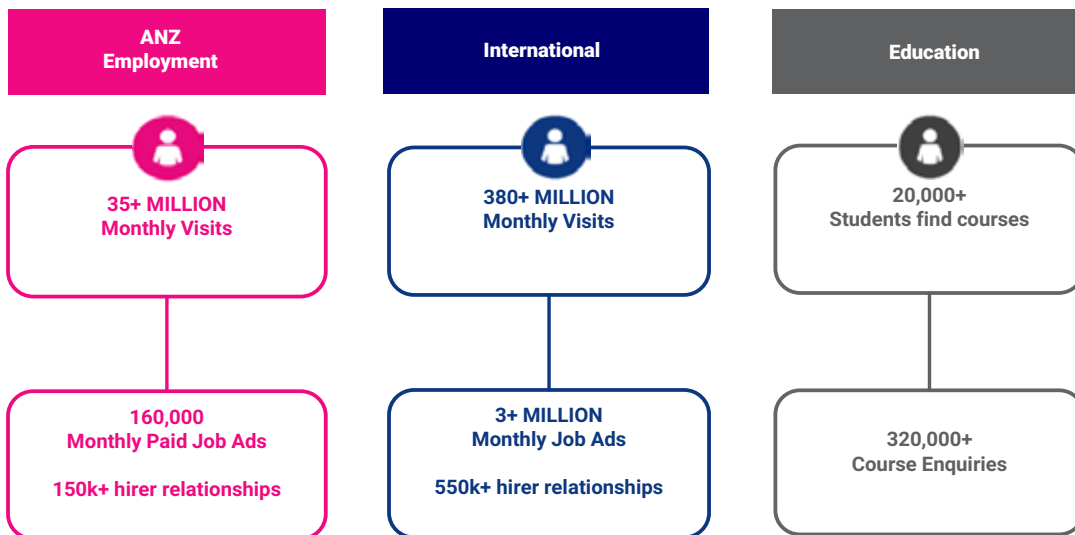 ANZ
Employment
35+ MILLION
Monthly Visits
160,000
Monthly Paid Job Ads
150k+ hirer relationships
International
380+ MILLION
Monthly Visits
3+ MILLION
Monthly Job Ads
550k+ hirer relationships
Education
20,000+
Students find courses
320,000+
Course Enquiries